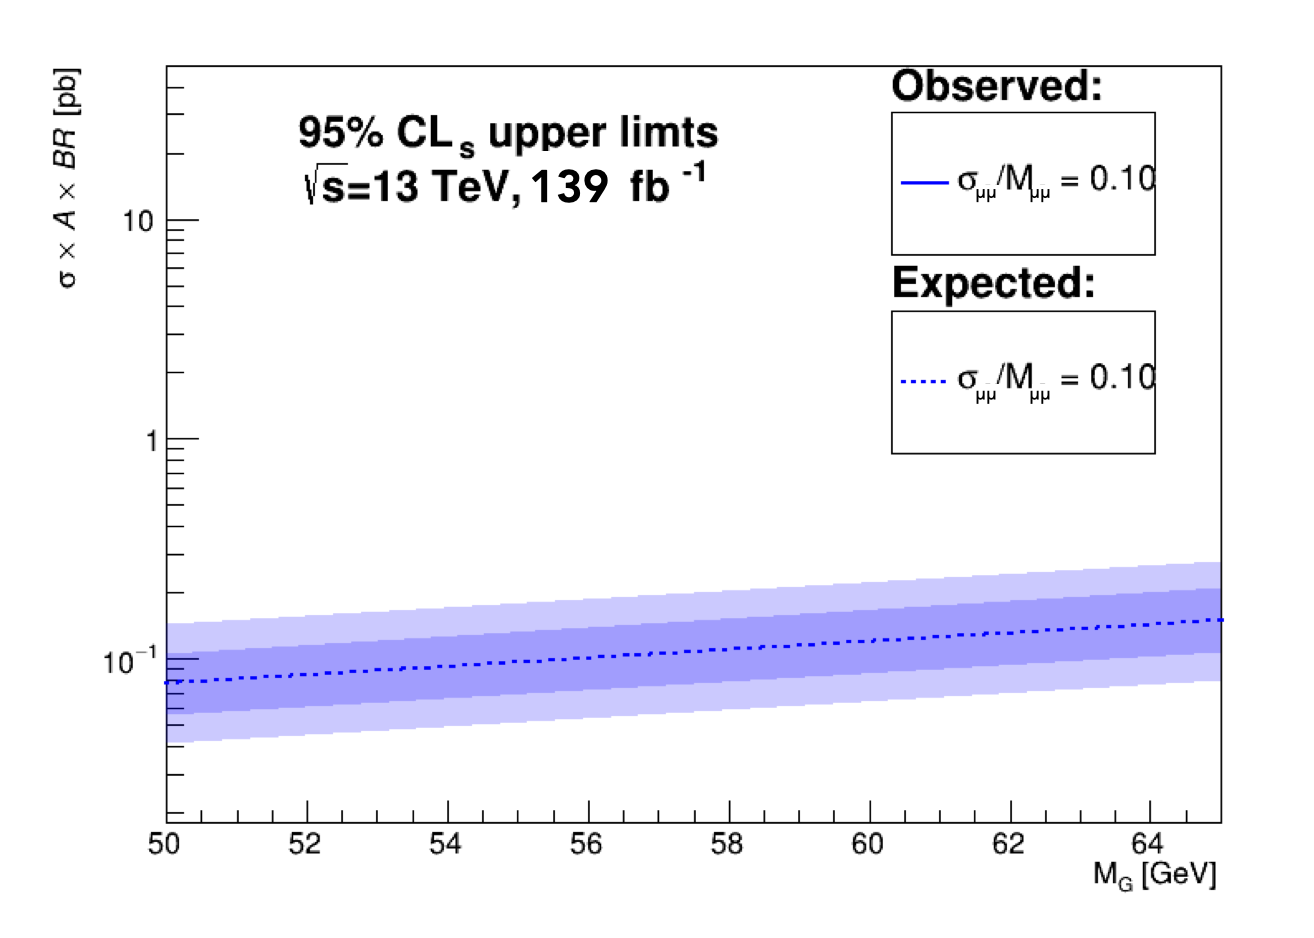 σ × A × BR [pb]
95% CLs upper limts
√s=13 TeV, 139 fb -1
Observed:
σμμ/Mμμ = 0.10
Expected:
σμμ/Mμμ = 0.10
10
1
10−1
50 52 54 56 58 60 62 64
MG [GeV]